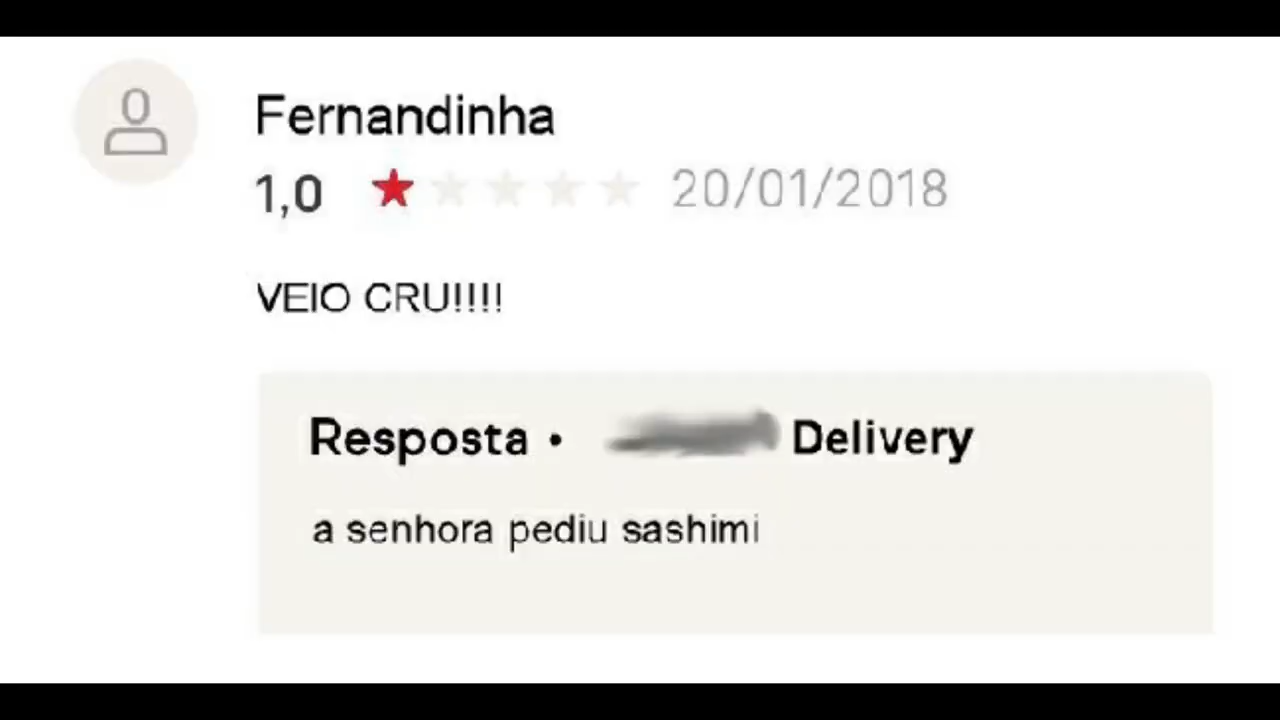 Fernandinha
1,0 20/01/2018
VEIO CRU!!!!
Resposta • Delivery
a senhora pediu sashimi